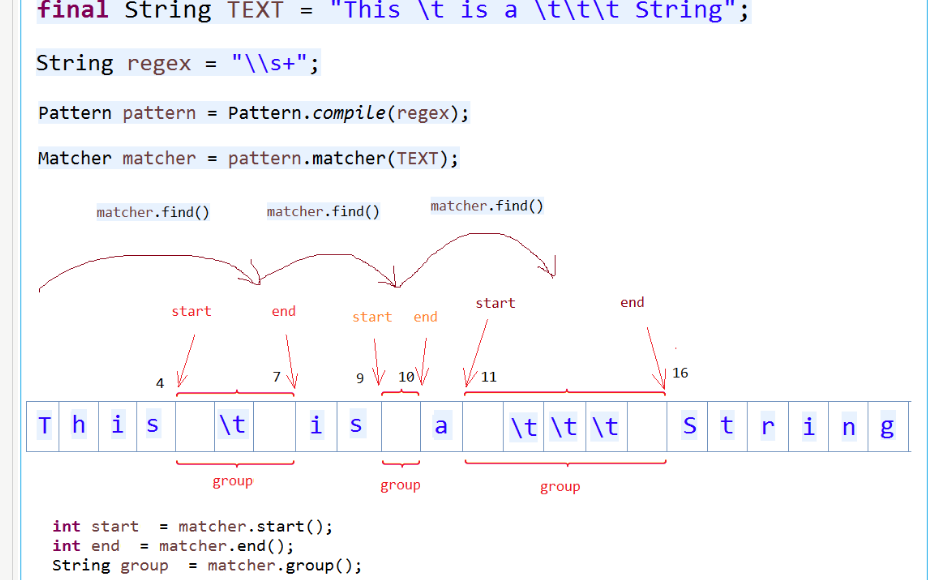 final String TEXT = "This \t is a \t\t\t String";
String regex = "\\s+";
Pattern pattern = Pattern.compile(regex);
Matcher matcher = pattern.matcher(TEXT);
matcher.find() matcher.find() matcher.find()
start end start end start end
4 7 9 10 11 16
T h i s \t i s a \t \t \t S t r i n g
group group group
int start = matcher.start();
int end = matcher.end();
String group = matcher.group();